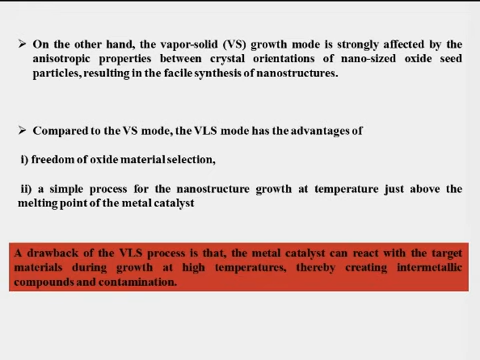 ➢ On the other hand, the vapor-solid (VS) growth mode is strongly affected by the
anisotropic properties between crystal orientations of nano-sized oxide seed
particles, resulting in the facile synthesis of nanostructures.
➢ Compared to the VS mode, the VLS mode has the advantages of
i) freedom of oxide material selection,
ii) a simple process for the nanostructure growth at temperature just above the
melting point of the metal catalyst
A drawback of the VLS process is that, the metal catalyst can react with the target
materials during growth at high temperatures, thereby creating intermetallic
compounds and contamination.